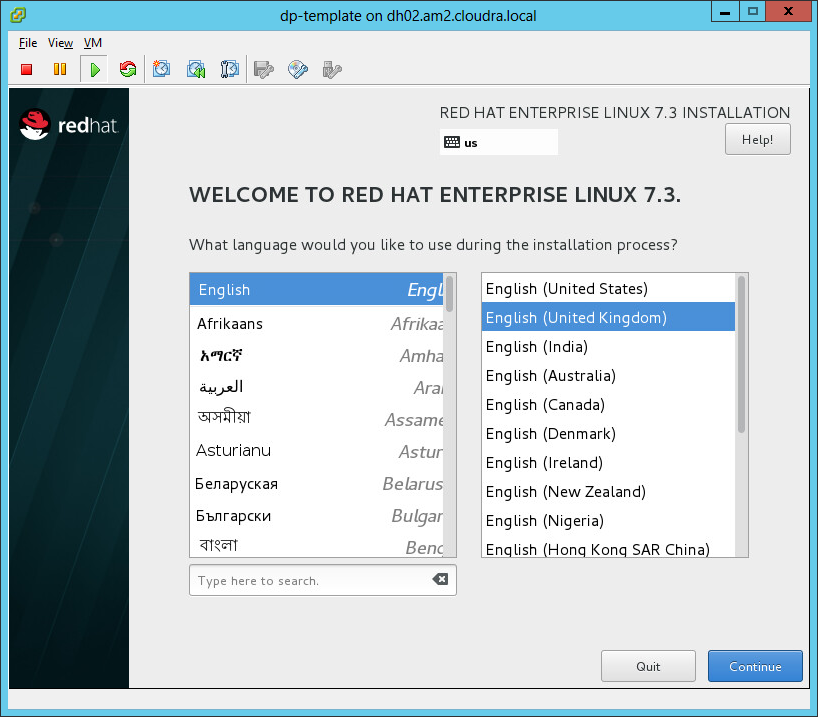 dp-template on dh02.am2.cloudra.local
File View VM
redhat.
RED HAT ENTERPRISE LINUX 7.3 INSTALLATION
us
Help!
WELCOME TO RED HAT ENTERPRISE LINUX 7.3.
What language would you like to use during the installation process?
English Engl
Afrikaans Afrikaa
አማርኛ Amha
العربية Aral
অসমীয়া Assame
Asturianu Astur
Беларуская Belarus
Български Bulgar
বাংলা Beng
Type here to search.
English (United States)
English (United Kingdom)
English (India)
English (Australia)
English (Canada)
English (Denmark)
English (Ireland)
English (New Zealand)
English (Nigeria)
English (Hong Kong SAR China)
Quit
Continue